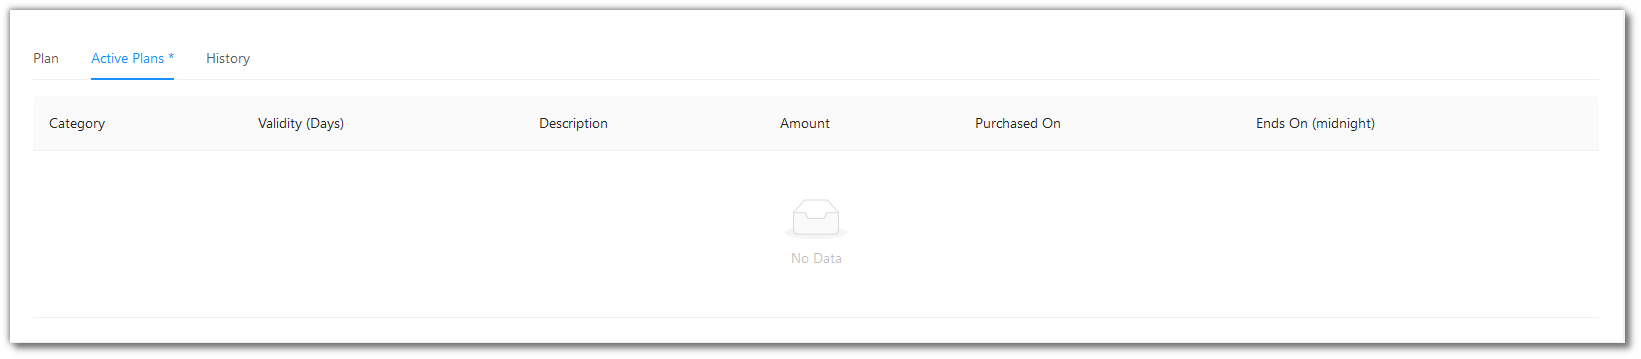 Plan Active Plans * History
Category Validity (Days) Description Amount Purchased On Ends On (midnight)
No Data